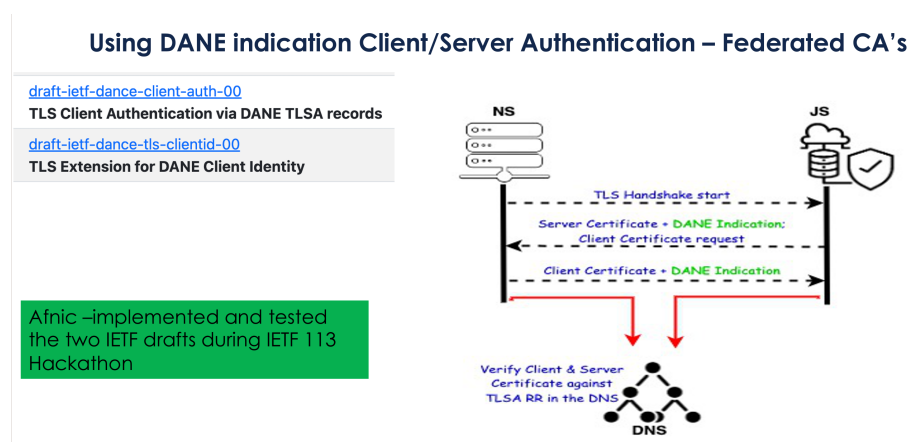 Using DANE indication Client/Server Authentication – Federated CA's
draft-ietf-dance-client-auth-00
TLS Client Authentication via DANE TLSA records
draft-ietf-dance-tls-clientid-00
TLS Extension for DANE Client Identity
Afnic –implemented and tested
the two IETF drafts during IETF 113
Hackathon
NS
JS
TLS Handshake start
Server Certificate + DANE Indication;
Client Certificate request
Client Certificate + DANE Indication
Verify Client & Server
Certificate against
TLSA RR in the DNS
DNS